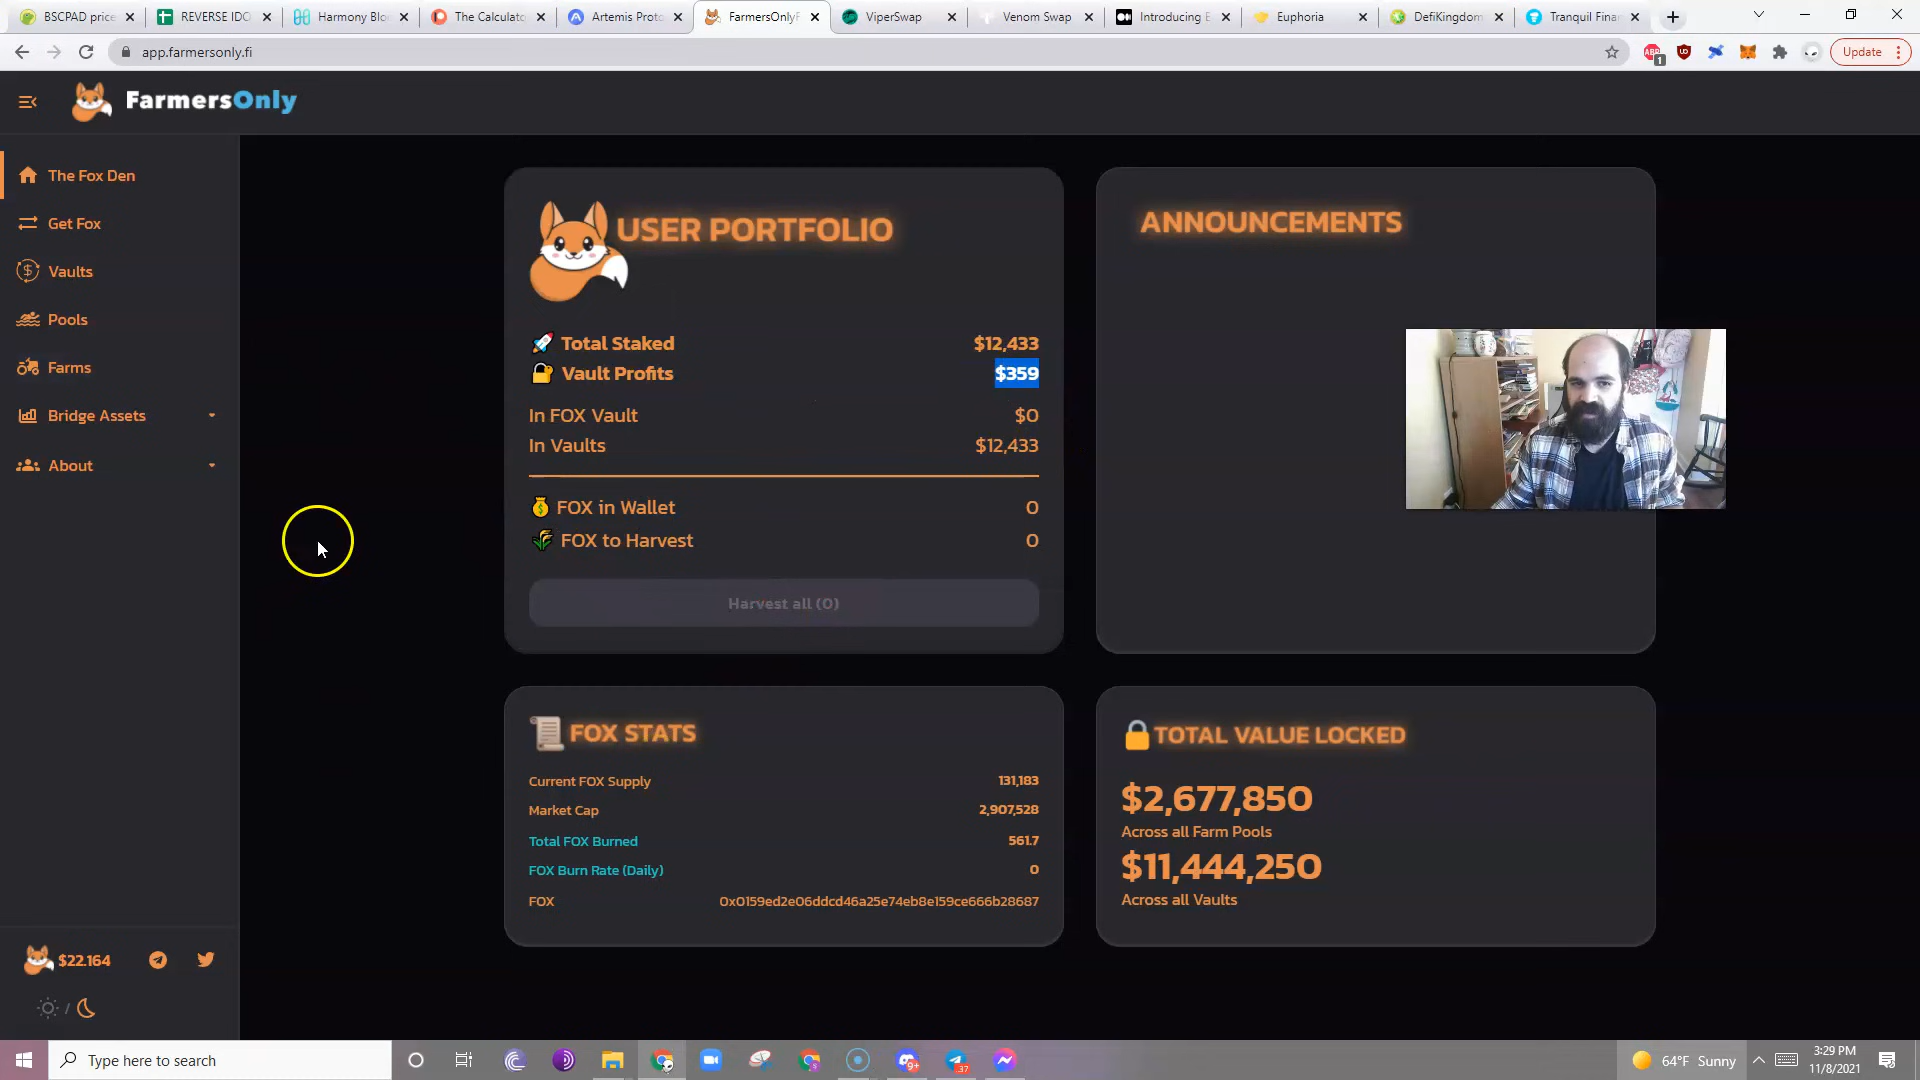 BSCPAD price
REVERSE IDO
Harmony Blo
The Calculato
Artemis Proto
FarmersOnlyF
ViperSwap
Venom Swap
Introducing E
Euphoria
DefiKingdom
Tranquil Finan
app.farmersonly.fi
Update
FarmersOnly
The Fox Den
Get Fox
Vaults
Pools
Farms
Bridge Assets
About
$22.164
/
USER PORTFOLIO
Total Staked $12,433
Vault Profits $359
In FOX Vault $0
In Vaults $12,433
FOX in Wallet 0
FOX to Harvest 0
Harvest all (0)
ANNOUNCEMENTS
FOX STATS
Current FOX Supply 131,183
Market Cap 2,907,528
Total FOX Burned 561.7
FOX Burn Rate (Daily) 0
FOX 0x0159ed2e06ddcd46a25e74eb8e159ce666b28687
TOTAL VALUE LOCKED
$2,677,850
Across all Farm Pools
$11,444,250
Across all Vaults
Type here to search
64°F Sunny
3:29 PM
11/8/2021